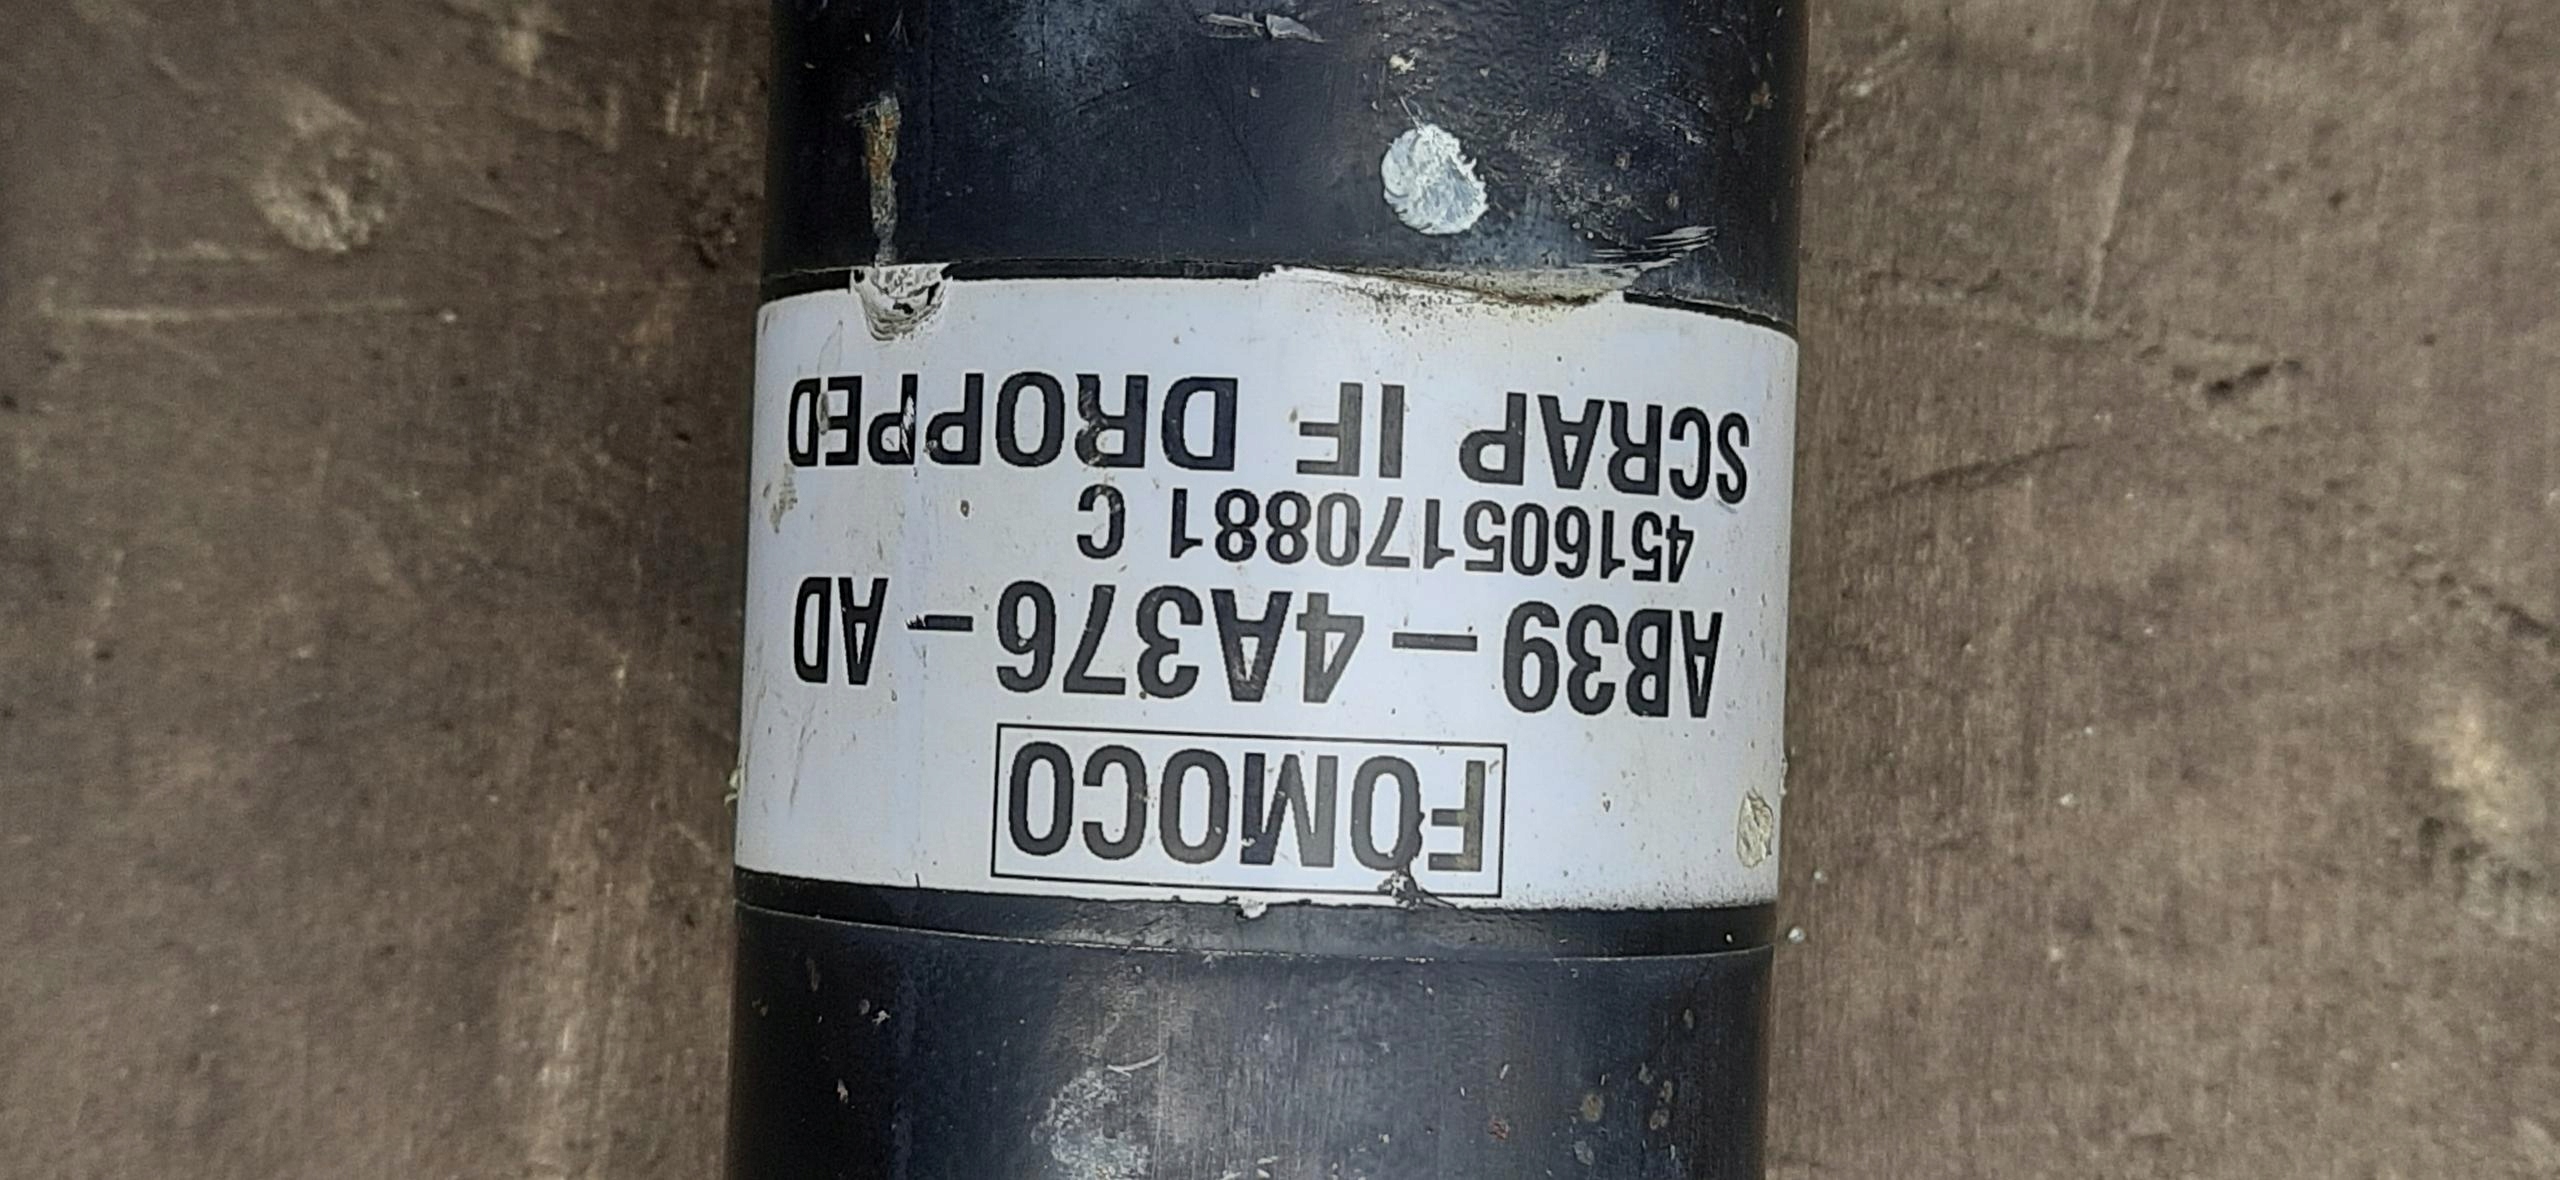 FOMOCO
AB39-4A376-AD
451605170881 C
SCRAP IF DROPPED